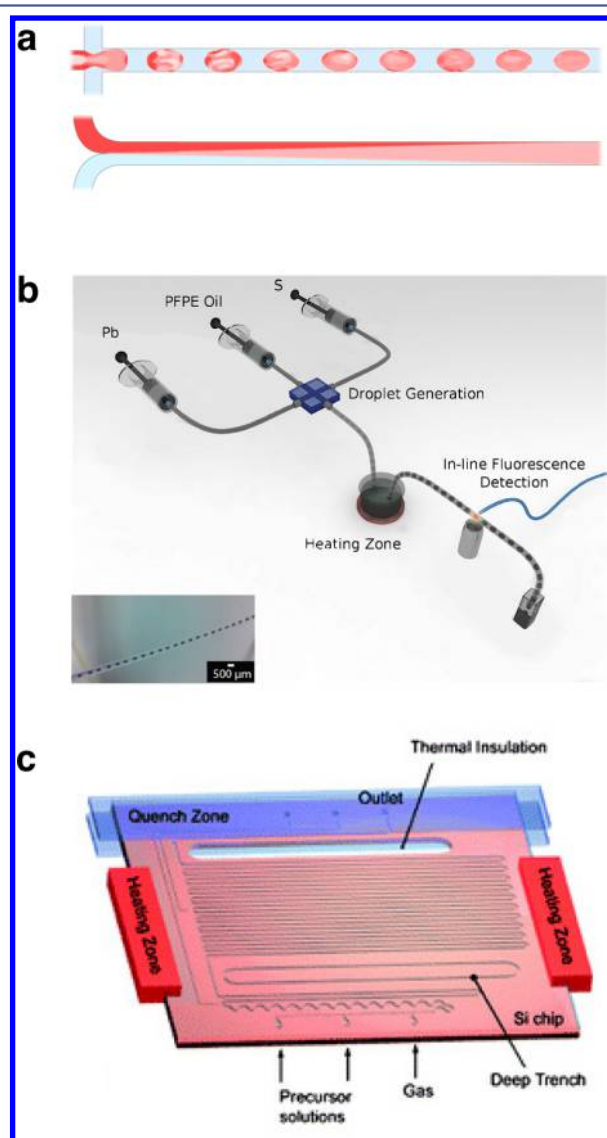 a
b
S
PFPE Oil
Pb
Droplet Generation
In-line Fluorescence
Detection
Heating Zone
500 µm
c
Thermal Insulation
Outlet
Quench Zone
Heating Zone
Heating Zone
Si chip
Deep Trench
Gas
Precursor
solutions